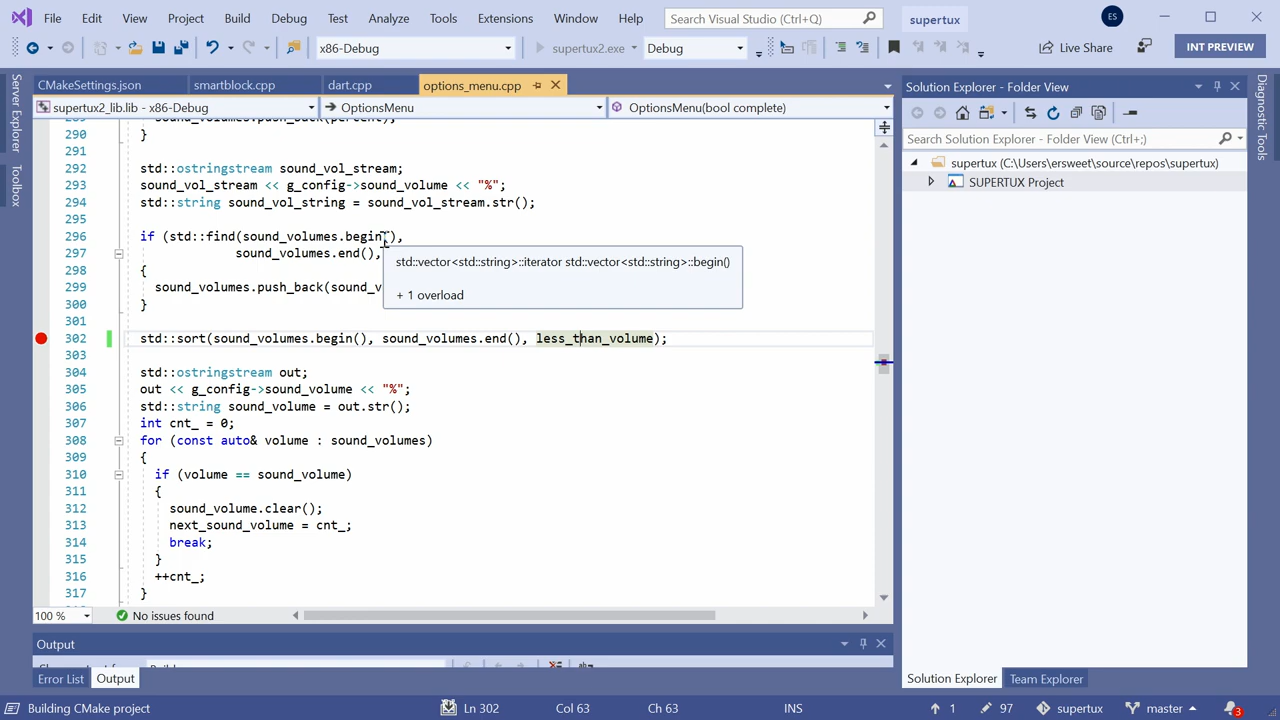 File Edit View Project Build Debug Test Analyze Tools Extensions Window Help Search Visual Studio (Ctrl+Q) supertux ES
x86-Debug supertux2.exe Debug Live Share INT PREVIEW
Server Explorer
Toolbox
CMakeSettings.json smartblock.cpp dart.cpp options_menu.cpp
supertux2_lib.lib - x86-Debug OptionsMenu OptionsMenu(bool complete)
289 sound_volumes.push_back(percent);
290 }
291
292 std::ostringstream sound_vol_stream;
293 sound_vol_stream << g_config->sound_volume << "%";
294 std::string sound_vol_string = sound_vol_stream.str();
295
296 if (std::find(sound_volumes.begin(),
297 sound_volumes.end(),
std::vector<std::string>::iterator std::vector<std::string>::begin()
+ 1 overload
298 {
299 sound_volumes.push_back(sound_v
300 }
301
302 std::sort(sound_volumes.begin(), sound_volumes.end(), less_than_volume);
303
304 std::ostringstream out;
305 out << g_config->sound_volume << "%";
306 std::string sound_volume = out.str();
307 int cnt_ = 0;
308 for (const auto& volume : sound_volumes)
309 {
310 if (volume == sound_volume)
311 {
312 sound_volume.clear();
313 next_sound_volume = cnt_;
314 break;
315 }
316 ++cnt_;
317 }
100 % No issues found
Output
Error List Output
Solution Explorer - Folder View
Search Solution Explorer - Folder View (Ctrl+;)
supertux (C:\Users\ersweet\source\repos\supertux)
SUPERTUX Project
Solution Explorer Team Explorer
Diagnostic Tools
Building CMake project Ln 302 Col 63 Ch 63 INS 1 97 supertux master 3